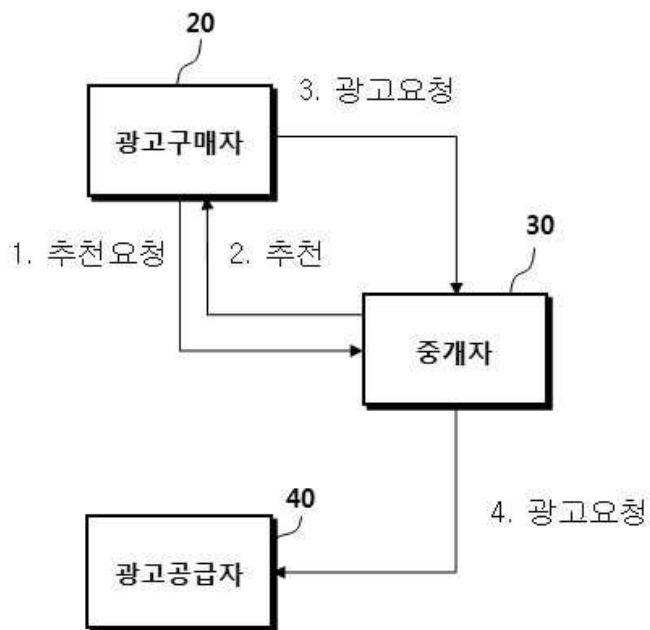 20
3. 광고요청
광고구매자
1. 추천요청
2. 추천
30
중개자
40
4. 광고요청
광고공급자